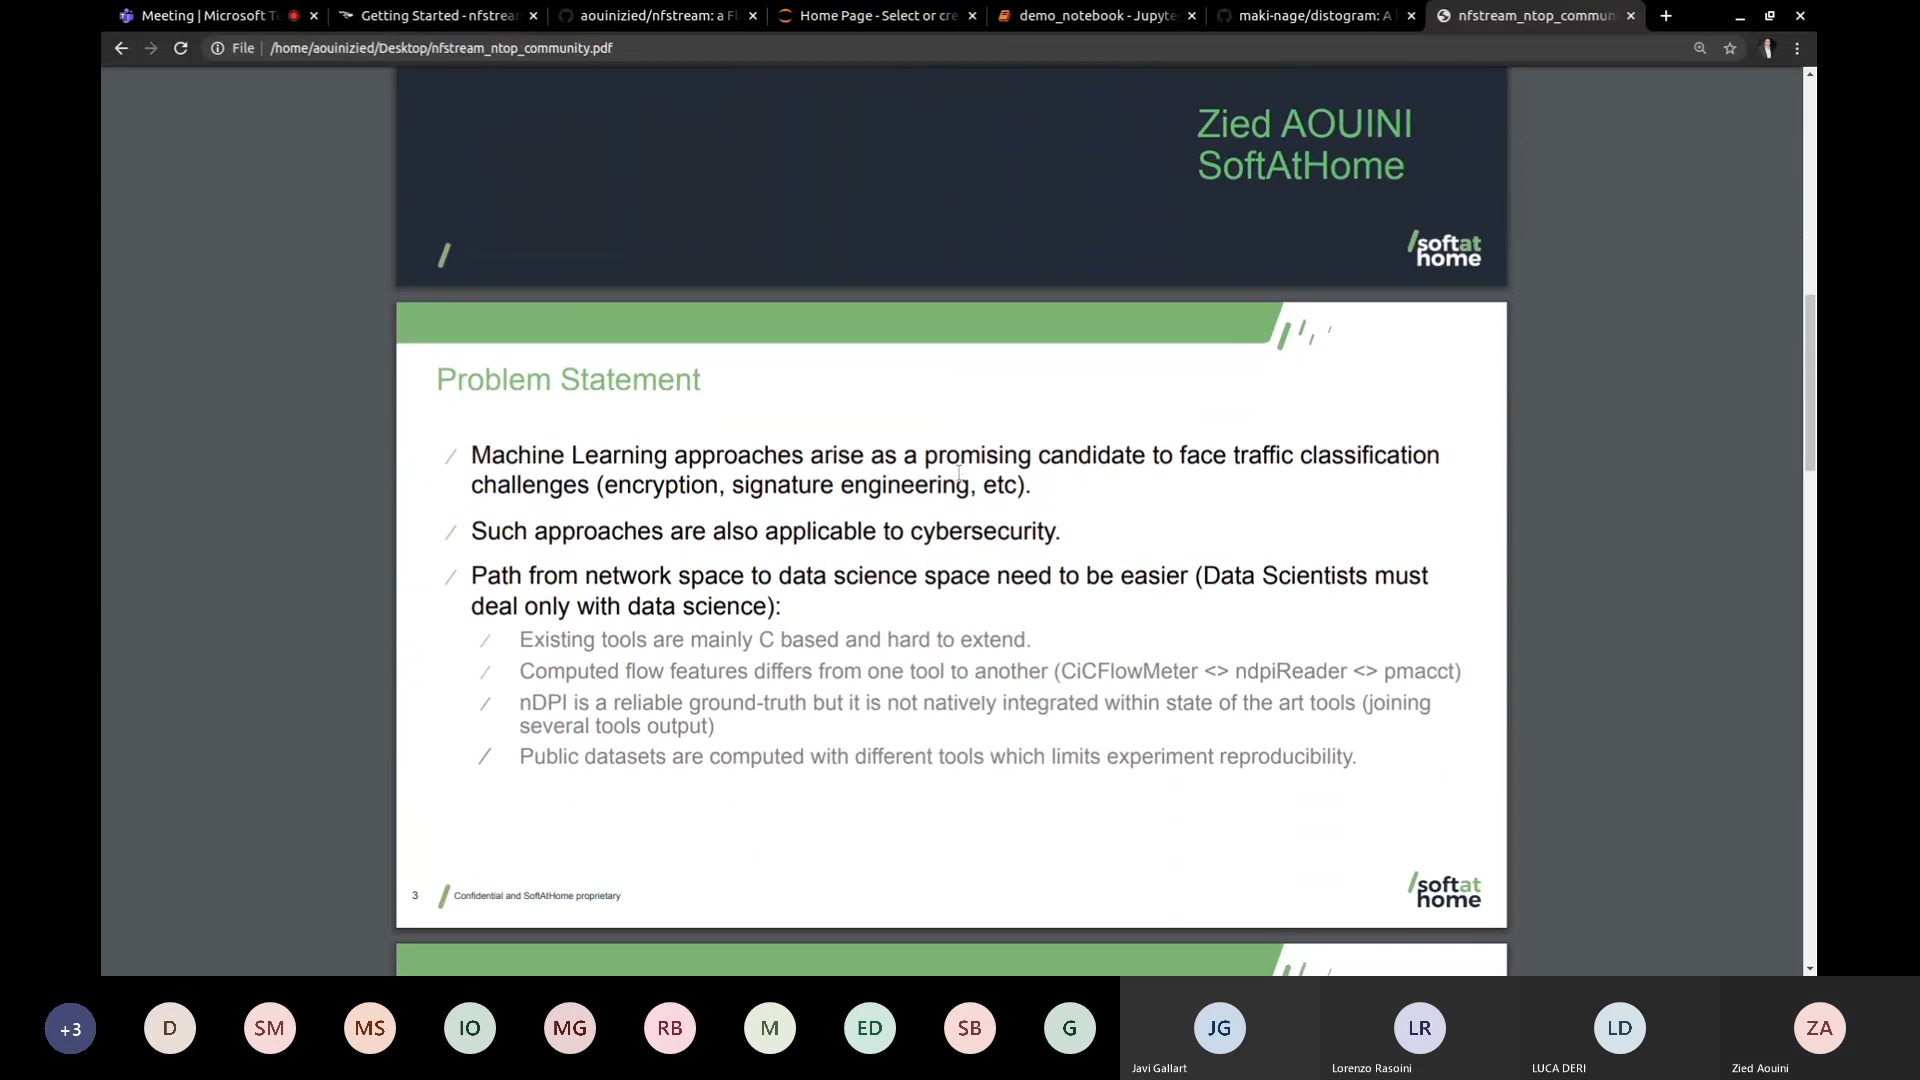 Meeting | Microsoft Te
Getting Started - nfstrear
aouinizied/nfstream: a Fl
Home Page - Select or cre
demo_notebook - Jupyte
maki-nage/distogram: A
nfstream_ntop_commun
File
/home/aouinizied/Desktop/nfstream_ntop_community.pdf
Zied AOUINI
SoftAtHome
/softat
home
Problem Statement
Machine Learning approaches arise as a promising candidate to face traffic classification
challenges (encryption, signature engineering, etc).
Such approaches are also applicable to cybersecurity.
Path from network space to data science space need to be easier (Data Scientists must
deal only with data science):
Existing tools are mainly C based and hard to extend.
Computed flow features differs from one tool to another (CiCFlowMeter <> ndpiReader <> pmacct)
nDPI is a reliable ground-truth but it is not natively integrated within state of the art tools (joining
several tools output)
Public datasets are computed with different tools which limits experiment reproducibility.
3
Confidential and SoftAtHome proprietary
/softat
home
+3
D
SM
MS
IO
MG
RB
M
ED
SB
G
JG
LR
LD
ZA
Javi Gallart
Lorenzo Rasoini
LUCA DERI
Zied Aouini